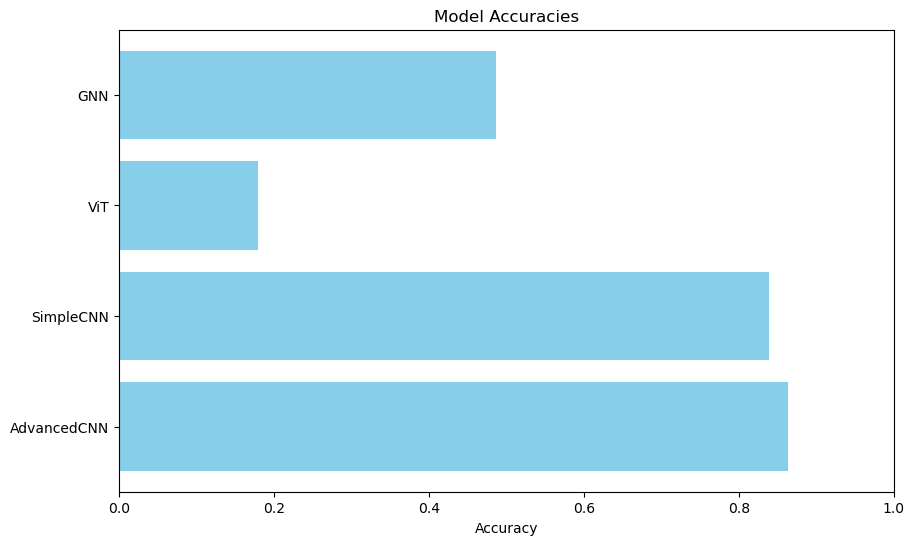 Model Accuracies
GNN
ViT
SimpleCNN
AdvancedCNN
0.0 0.2 0.4 0.6 0.8 1.0
Accuracy